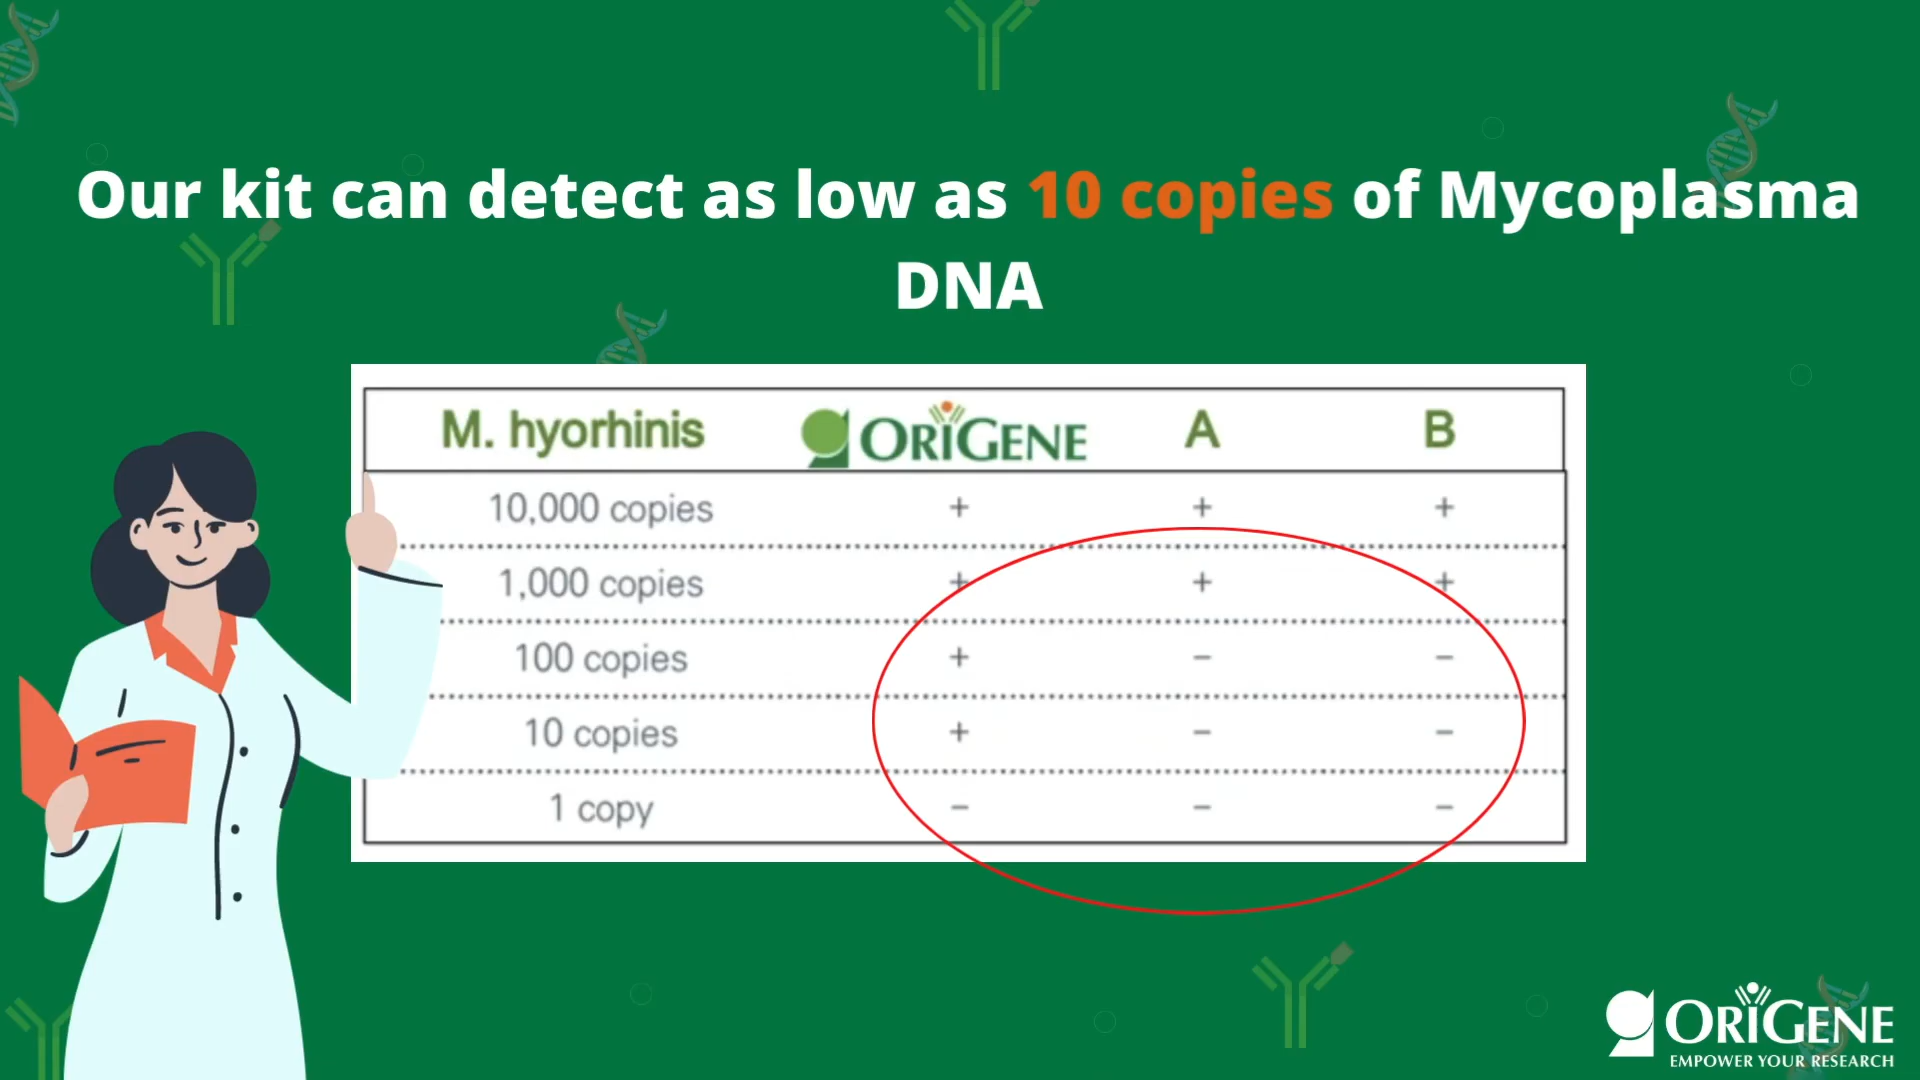 Our kit can detect as low as 10 copies of Mycoplasma
DNA
M. hyorhinis ORIGENE A B
10,000 copies + + +
1,000 copies + + +
100 copies + − −
10 copies + − −
1 copy − − −
ORIGENE
EMPOWER YOUR RESEARCH